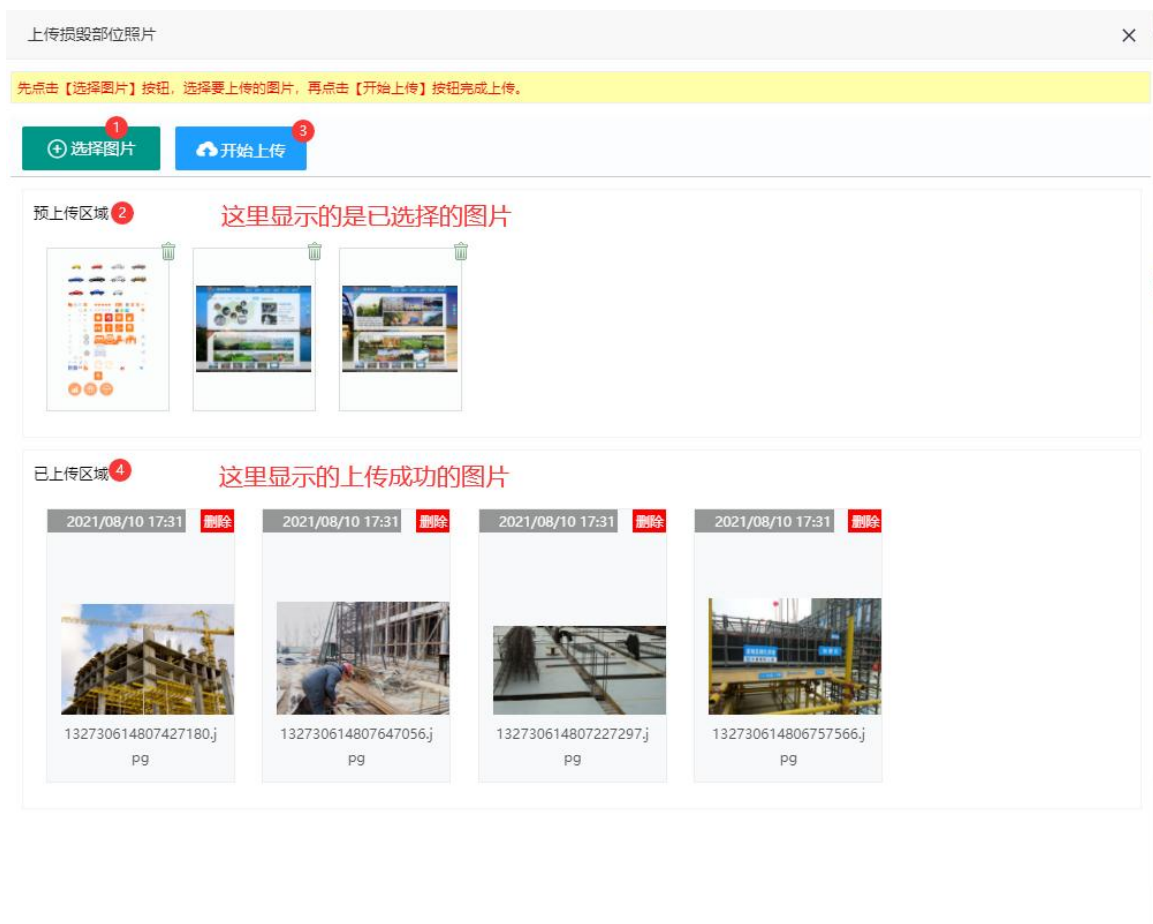 上传损毁部位照片
先点击【选择图片】按钮，选择要上传的图片，再点击【开始上传】按钮完成上传。
1
选择图片
3
开始上传
预上传区域 2
这里显示的是已选择的图片
已上传区域 4
这里显示的上传成功的图片
2021/08/10 17:31 删除
2021/08/10 17:31 删除
2021/08/10 17:31 删除
2021/08/10 17:31 删除
132730614807427180.j
pg
132730614807647056.j
pg
132730614807227297.j
pg
132730614806757566.j
pg